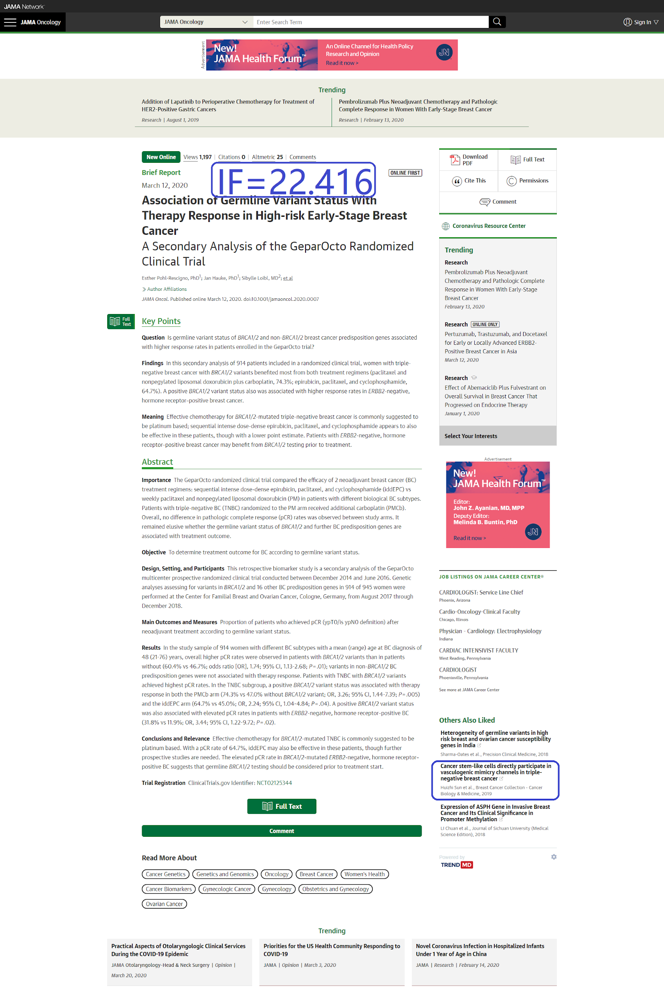 JAMA Network
JAMA Oncology
JAMA Oncology
Enter Search Term
Sign In
Advertisement
New!
JAMA Health Forum™
An Online Channel for Health Policy
Research and Opinion
Read it now >
JN
Trending
Addition of Lapatinib to Perioperative Chemotherapy for Treatment of
HER2-Positive Gastric Cancers
Research | August 1, 2019
Pembrolizumab Plus Neoadjuvant Chemotherapy and Pathologic
Complete Response in Women With Early-Stage Breast Cancer
Research | February 13, 2020
New Online Views 1,197 | Citations 0 | Altmetric 25 | Comments
Brief Report
IF=22.416
ONLINE FIRST
March 12, 2020
Association of Germline Variant Status With
Therapy Response in High-risk Early-Stage Breast
Cancer
A Secondary Analysis of the GeparOcto Randomized
Clinical Trial
Esther Pohl-Rescigno, PhD1; Jan Hauke, PhD1; Sibylle Loibl, MD2; et al
Author Affiliations
JAMA Oncol. Published online March 12, 2020. doi:10.1001/jamaoncol.2020.0007
Full
Text
Key Points
Question Is germline variant status of BRCA1/2 and non-BRCA1/2 breast cancer predisposition genes associated
with higher response rates in patients enrolled in the GeparOcto trial?
Findings In this secondary analysis of 914 patients included in a randomized clinical trial, women with triple-
negative breast cancer with BRCA1/2 variants benefited most from both treatment regimens (paclitaxel and
nonpegylated liposomal doxorubicin plus carboplatin, 74.3%; epirubicin, paclitaxel, and cyclophosphamide,
64.7%). A positive BRCA1/2 variant status also was associated with higher response rates in ERBB2-negative,
hormone receptor–positive breast cancer.
Meaning Effective chemotherapy for BRCA1/2-mutated triple-negative breast cancer is commonly suggested to
be platinum based; sequential intense dose-dense epirubicin, paclitaxel, and cyclophosphamide appears to also
be effective in these patients, though with a lower point estimate. Patients with ERBB2-negative, hormone
receptor–positive breast cancer may benefit from BRCA1/2 testing prior to treatment.
Abstract
Importance The GeparOcto randomized clinical trial compared the efficacy of 2 neoadjuvant breast cancer (BC)
treatment regimens: sequential intense dose-dense epirubicin, paclitaxel, and cyclophosphamide (iddEPC) vs
weekly paclitaxel and nonpegylated liposomal doxorubicin (PM) in patients with different biological BC subtypes.
Patients with triple-negative BC (TNBC) randomized to the PM arm received additional carboplatin (PMCb).
Overall, no difference in pathologic complete response (pCR) rates was observed between study arms. It
remained elusive whether the germline variant status of BRCA1/2 and further BC predisposition genes are
associated with treatment outcome.
Objective To determine treatment outcome for BC according to germline variant status.
Design, Setting, and Participants This retrospective biomarker study is a secondary analysis of the GeparOcto
multicenter prospective randomized clinical trial conducted between December 2014 and June 2016. Genetic
analyses assessing for variants in BRCA1/2 and 16 other BC predisposition genes in 914 of 945 women were
performed at the Center for Familial Breast and Ovarian Cancer, Cologne, Germany, from August 2017 through
December 2018.
Main Outcomes and Measures Proportion of patients who achieved pCR (ypT0/is ypN0 definition) after
neoadjuvant treatment according to germline variant status.
Results In the study sample of 914 women with different BC subtypes with a mean (range) age at BC diagnosis of
48 (21-76) years, overall higher pCR rates were observed in patients with BRCA1/2 variants than in patients
without (60.4% vs 46.7%; odds ratio [OR], 1.74; 95% CI, 1.13-2.68; P = .01); variants in non-BRCA1/2 BC
predisposition genes were not associated with therapy response. Patients with TNBC with BRCA1/2 variants
achieved highest pCR rates. In the TNBC subgroup, a positive BRCA1/2 variant status was associated with therapy
response in both the PMCb arm (74.3% vs 47.0% without BRCA1/2 variant; OR, 3.26; 95% CI, 1.44-7.39; P = .005)
and the iddEPC arm (64.7% vs 45.0%; OR, 2.24; 95% CI, 1.04-4.84; P = .04). A positive BRCA1/2 variant status
was also associated with elevated pCR rates in patients with ERBB2-negative, hormone receptor–positive BC
(31.8% vs 11.9%; OR, 3.44; 95% CI, 1.22-9.72; P = .02).
Conclusions and Relevance Effective chemotherapy for BRCA1/2-mutated TNBC is commonly suggested to be
platinum based. With a pCR rate of 64.7%, iddEPC may also be effective in these patients, though further
prospective studies are needed. The elevated pCR rate in BRCA1/2-mutated ERBB2-negative, hormone receptor–
positive BC suggests that germline BRCA1/2 testing should be considered prior to treatment start.
Trial Registration ClinicalTrials.gov Identifier: NCT02125344
Full Text
Comment
Read More About
Cancer Genetics Genetics and Genomics Oncology Breast Cancer Women's Health
Cancer Biomarkers Gynecologic Cancer Gynecology Obstetrics and Gynecology
Ovarian Cancer
Download
PDF
Full Text
Cite This
Permissions
Comment
Coronavirus Resource Center
Trending
Research
Pembrolizumab Plus Neoadjuvant
Chemotherapy and Pathologic Complete
Response in Women With Early-Stage
Breast Cancer
February 13, 2020
Research ONLINE ONLY
Pertuzumab, Trastuzumab, and Docetaxel
for Early or Locally Advanced ERBB2-
Positive Breast Cancer in Asia
March 12, 2020
Research
Effect of Abemaciclib Plus Fulvestrant on
Overall Survival in Breast Cancer That
Progressed on Endocrine Therapy
January 1, 2020
Select Your Interests
Advertisement
New!
JAMA Health Forum™
Editor:
John Z. Ayanian, MD, MPP
Deputy Editor:
Melinda B. Buntin, PhD
JN
Read it now >
JOB LISTINGS ON JAMA CAREER CENTER®
CARDIOLOGIST: Service Line Chief
Phoenix, Arizona
Cardio-Oncology-Clinical Faculty
Chicago, Illinois
Physician - Cardiology: Electrophysiology
Indiana
CARDIAC INTENSIVIST FACULTY
West Reading, Pennsylvania
CARDIOLOGIST
Phoenixville, Pennsylvania
See more at JAMA Career Center
Others Also Liked
Heterogeneity of germline variants in high
risk breast and ovarian cancer susceptibility
genes in India
Sharma-Oates et al., Precision Clinical Medicine, 2018
Cancer stem-like cells directly participate in
vasculogenic mimicry channels in triple-
negative breast cancer
Huizhi Sun et al., Breast Cancer Collection - Cancer
Biology & Medicine, 2019
Expression of ASPH Gene in Invasive Breast
Cancer and Its Clinical Significance in
Promoter Methylation
LI Chuan et al., Journal of Sichuan University (Medical
Science Edition), 2018
Powered by
TREND MD
Trending
Practical Aspects of Otolaryngologic Clinical Services
During the COVID-19 Epidemic
JAMA Otolaryngology–Head & Neck Surgery | Opinion |
March 20, 2020
Priorities for the US Health Community Responding to
COVID-19
JAMA | Opinion | March 3, 2020
Novel Coronavirus Infection in Hospitalized Infants
Under 1 Year of Age in China
JAMA | Research | February 14, 2020